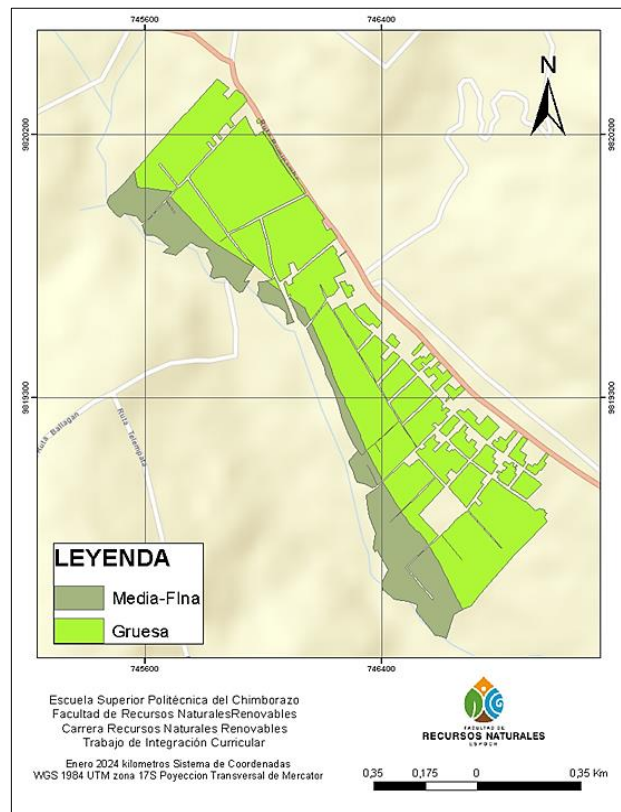 745600
746400
N
9820200
9820200
9819300
9819300
Ruta Ballagan
Ruta Telempala
LEYENDA
Media-FIna
Gruesa
745600
746400
Escuela Superior Politécnica del Chimborazo
Facultad de Recursos NaturalesRenovables
Carrera Recursos Naturales Renovables
Trabajo de Integración Curricular
Enero 2024 kilometros Sistema de Coordenadas
WGS 1984 UTM zona 17S Poyeccion Transversal de Mercator
FACULTAD DE
RECURSOS NATURALES
ESPOCH
0,35 0,175 0 0,35 Km